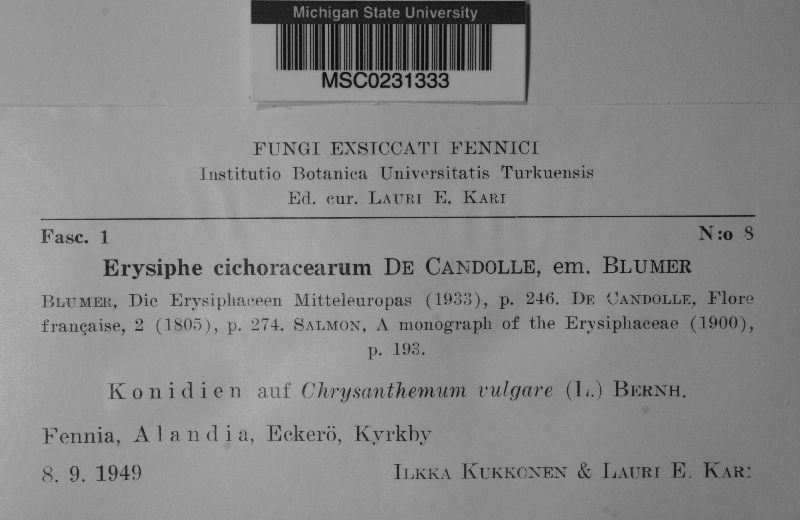 Michigan State University
MSC0231333
FUNGI EXSICCATI FENNICI
Institutio Botanica Universitatis Turkuensis
Ed. cur. LAURI E. KARI
Fasc. 1 N:o 8
Erysiphe cichoracearum DE CANDOLLE, em. BLUMER
BLUMER, Die Erysiphaceen Mitteleuropas (1933), p. 246. DE CANDOLLE, Flore
française, 2 (1805), p. 274. SALMON, A monograph of the Erysiphaceae (1900),
p. 193.
Konidien auf Chrysanthemum vulgare (L.) BERNH.
Fennia, Alandia, Eckerö, Kyrkby
8. 9. 1949 ILKKA KUKKONEN & LAURI E. KARI